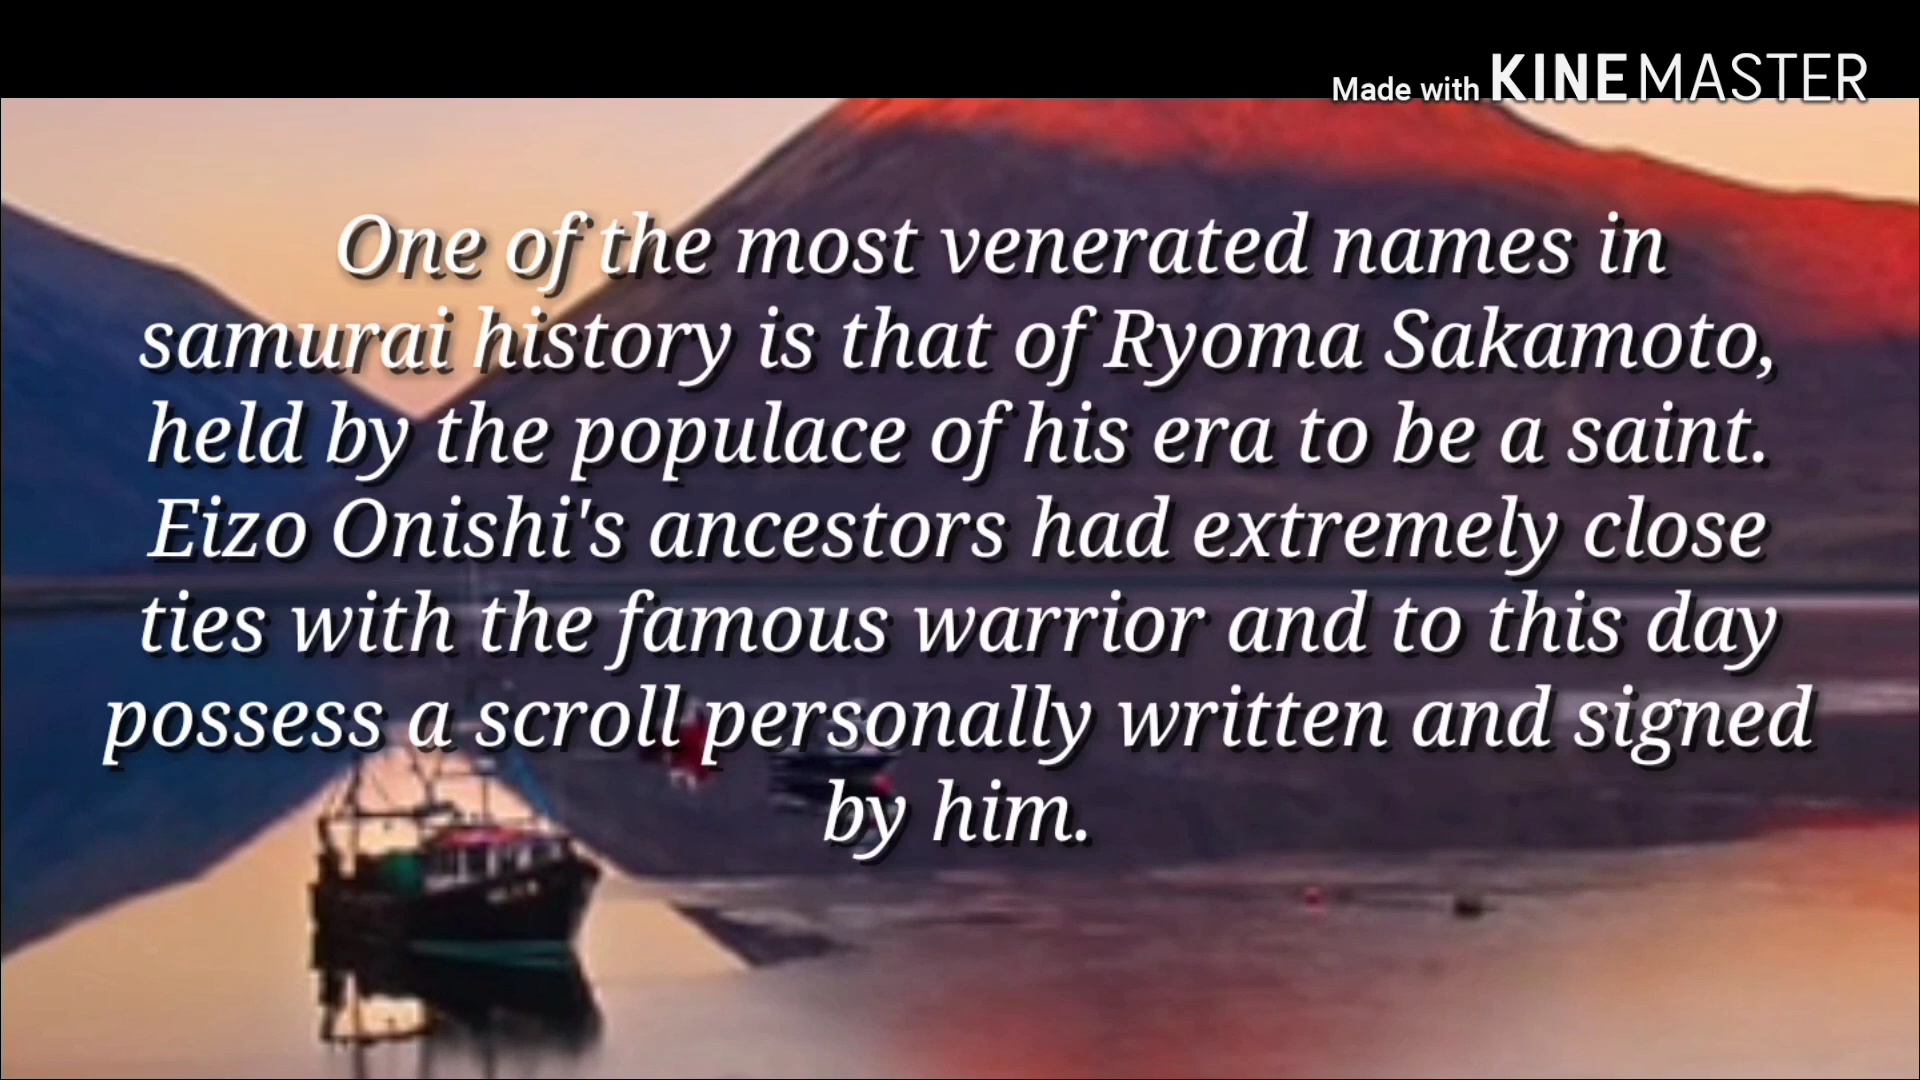 Made with KINEMASTER
One of the most venerated names in
samurai history is that of Ryoma Sakamoto,
held by the populace of his era to be a saint.
Eizo Onishi's ancestors had extremely close
ties with the famous warrior and to this day
possess a scroll personally written and signed
by him.